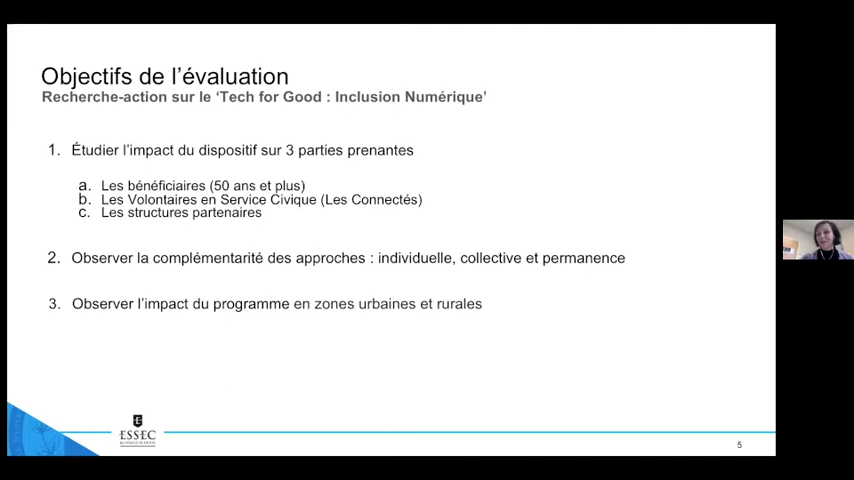 Objectifs de l’évaluation
Recherche-action sur le ‘Tech for Good : Inclusion Numérique’
1. Étudier l’impact du dispositif sur 3 parties prenantes
a. Les bénéficiaires (50 ans et plus)
b. Les Volontaires en Service Civique (Les Connectés)
c. Les structures partenaires
2. Observer la complémentarité des approches : individuelle, collective et permanence
3. Observer l’impact du programme en zones urbaines et rurales
ESSEC
BUSINESS SCHOOL
5